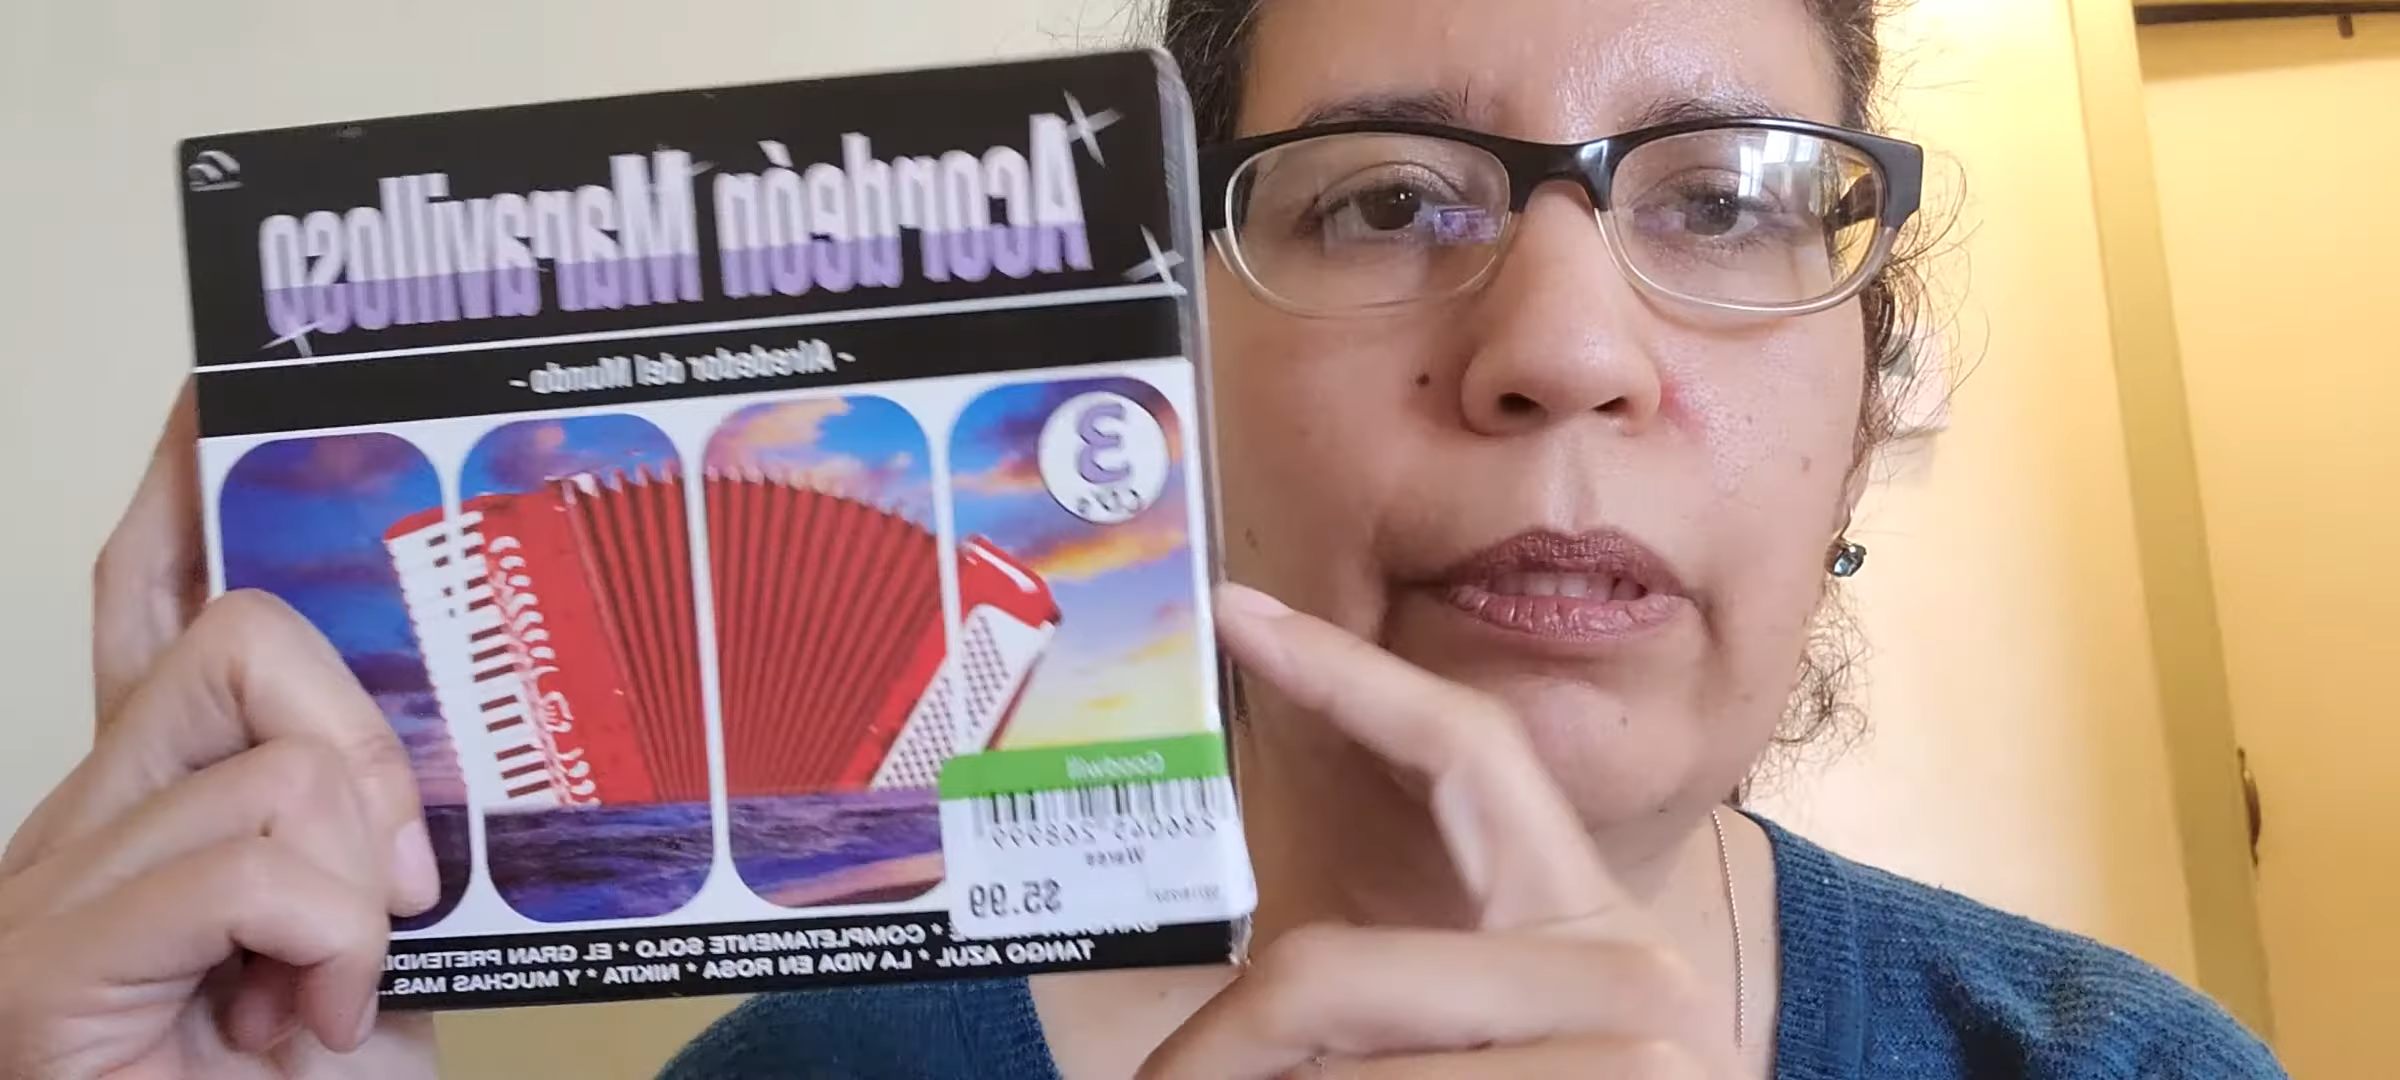 Acordeòn Maravilloso
- Alrededor del Mundo -
3
CD's
Goodwill
Wares
$5.99
* COMPLETAMENTE SOLO * EL GRAN PRETENDI
TANGO AZUL * LA VIDA EN ROSA * NIKITA * Y MUCHAS MAS...